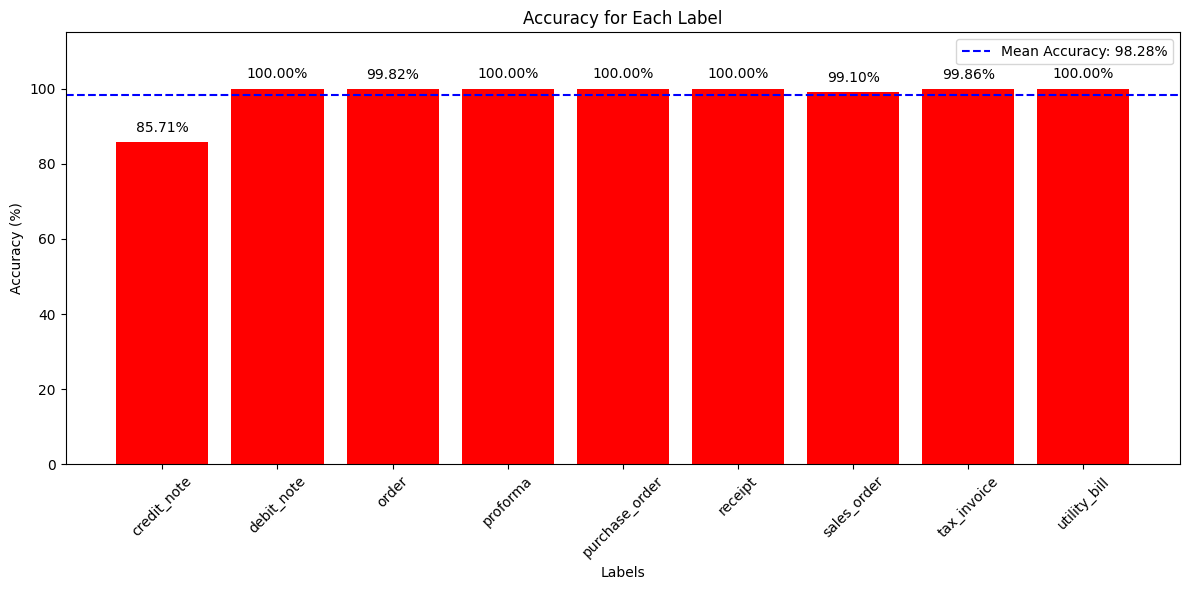 Accuracy for Each Label
Mean Accuracy: 98.28%
85.71%
100.00%
99.82%
100.00%
100.00%
100.00%
99.10%
99.86%
100.00%
Accuracy (%)
100
80
60
40
20
0
credit_note
debit_note
order
proforma
purchase_order
receipt
sales_order
tax_invoice
utility_bill
Labels